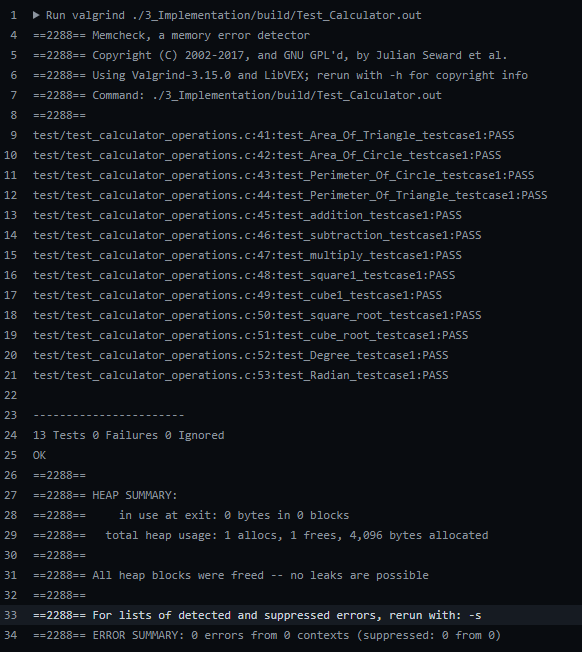 1 ▶ Run valgrind ./3_Implementation/build/Test_Calculator.out
4 ==2288== Memcheck, a memory error detector
5 ==2288== Copyright (C) 2002-2017, and GNU GPL'd, by Julian Seward et al.
6 ==2288== Using Valgrind-3.15.0 and LibVEX; rerun with -h for copyright info
7 ==2288== Command: ./3_Implementation/build/Test_Calculator.out
8 ==2288==
9 test/test_calculator_operations.c:41:test_Area_Of_Triangle_testcase1:PASS
10 test/test_calculator_operations.c:42:test_Area_Of_Circle_testcase1:PASS
11 test/test_calculator_operations.c:43:test_Perimeter_Of_Circle_testcase1:PASS
12 test/test_calculator_operations.c:44:test_Perimeter_Of_Triangle_testcase1:PASS
13 test/test_calculator_operations.c:45:test_addition_testcase1:PASS
14 test/test_calculator_operations.c:46:test_subtraction_testcase1:PASS
15 test/test_calculator_operations.c:47:test_multiply_testcase1:PASS
16 test/test_calculator_operations.c:48:test_square1_testcase1:PASS
17 test/test_calculator_operations.c:49:test_cube1_testcase1:PASS
18 test/test_calculator_operations.c:50:test_square_root_testcase1:PASS
19 test/test_calculator_operations.c:51:test_cube_root_testcase1:PASS
20 test/test_calculator_operations.c:52:test_Degree_testcase1:PASS
21 test/test_calculator_operations.c:53:test_Radian_testcase1:PASS
22
23 -----------------------
24 13 Tests 0 Failures 0 Ignored
25 OK
26 ==2288==
27 ==2288== HEAP SUMMARY:
28 ==2288==     in use at exit: 0 bytes in 0 blocks
29 ==2288==   total heap usage: 1 allocs, 1 frees, 4,096 bytes allocated
30 ==2288==
31 ==2288== All heap blocks were freed -- no leaks are possible
32 ==2288==
33 ==2288== For lists of detected and suppressed errors, rerun with: -s
34 ==2288== ERROR SUMMARY: 0 errors from 0 contexts (suppressed: 0 from 0)